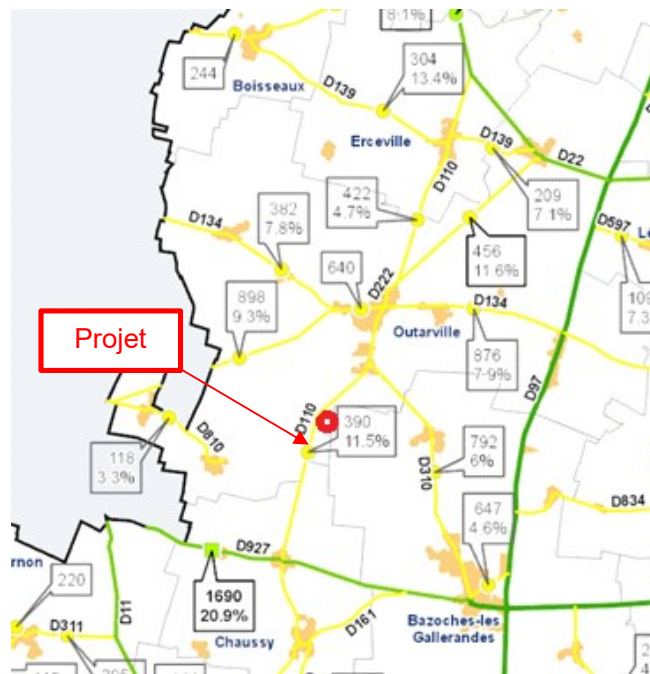 8.1%
244
Boisseaux
304
13.4%
D139
Erceville
D110
D139
D22
209
7.1%
422
4.7%
382
7.8%
D134
456
11.6%
D597
640
D222
898
9.3%
Projet
Outarville
D134
876
7.9%
D97
D110
390
11.5%
118
3.3%
D810
792
6%
D310
647
4.6%
D834
D927
220
1690
20.9%
D11
D311
Chaussy
D161
Bazoches-les
Gallerandes